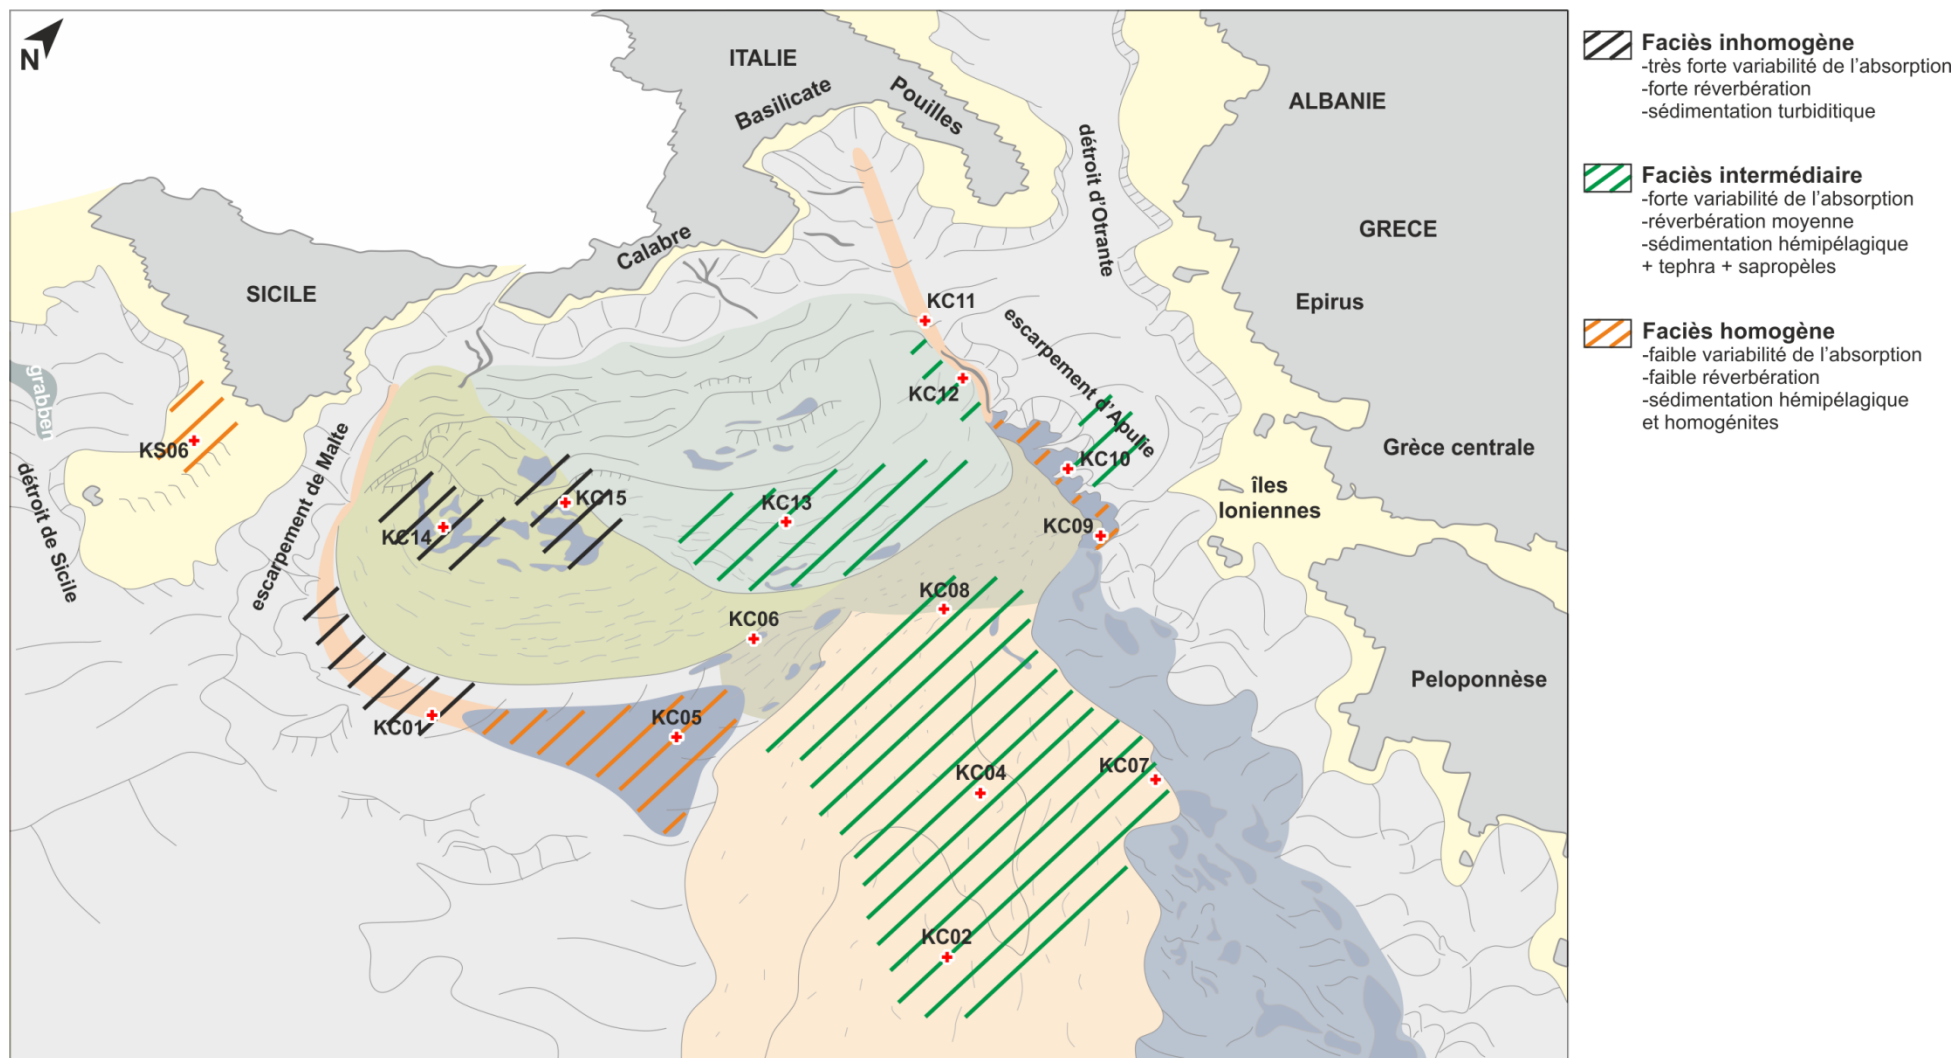 N
ITALIE
Basilicate
Pouilles
détroit d'Otrante
ALBANIE
GRECE
Epirus
Calabre
SICILE
KC11
escarpement d'Apulie
KC12
grabben
KS06
détroit de Sicile
escarpement de Malte
KC15
KC14
KC13
KC10
KC09
Grèce centrale
îles
Ioniennes
KC08
KC06
Peloponnèse
KC01
KC05
KC04
KC07
KC02
Faciès inhomogène
-très forte variabilité de l'absorption
-forte réverbération
-sédimentation turbiditique
Faciès intermédiaire
-forte variabilité de l'absorption
-réverbération moyenne
-sédimentation hémipélagique
+ tephra + sapropèles
Faciès homogène
-faible variabilité de l'absorption
-faible réverbération
-sédimentation hémipélagique
et homogénites